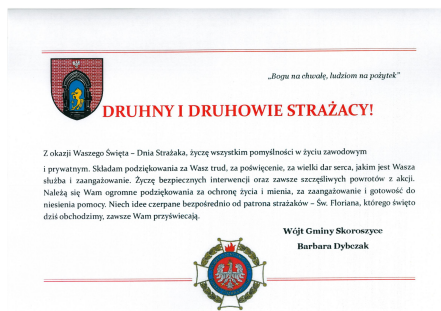 „Bogu na chwałę, ludziom na pożytek”
DRUHNY I DRUHOWIE STRAŻACY!
Z okazji Waszego Święta – Dnia Strażaka, życzę wszystkim pomyślności w życiu zawodowym
i prywatnym. Składam podziękowania za Wasz trud, za poświęcenie, za wielki dar serca, jakim jest Wasza
służba i zaangażowanie. Życzę bezpiecznych interwencji oraz zawsze szczęśliwych powrotów z akcji.
Należą się Wam ogromne podziękowania za ochronę życia i mienia, za zaangażowanie i gotowość do
niesienia pomocy. Niech idee czerpane bezpośrednio od patrona strażaków – Św. Floriana, którego święto
dziś obchodzimy, zawsze Wam przyświecają.
Wójt Gminy Skoroszyce
Barbara Dybczak